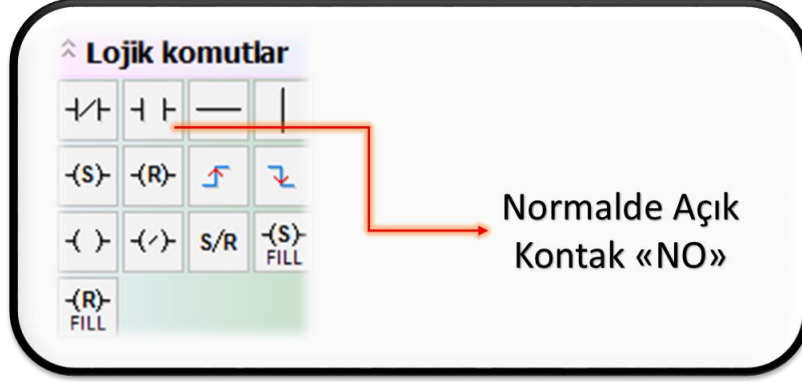 Lojik komutlar
(S) (R)
( ) (/) S/R (S)
FILL
(R)
FILL
Normalde Açık
Kontak «NO»